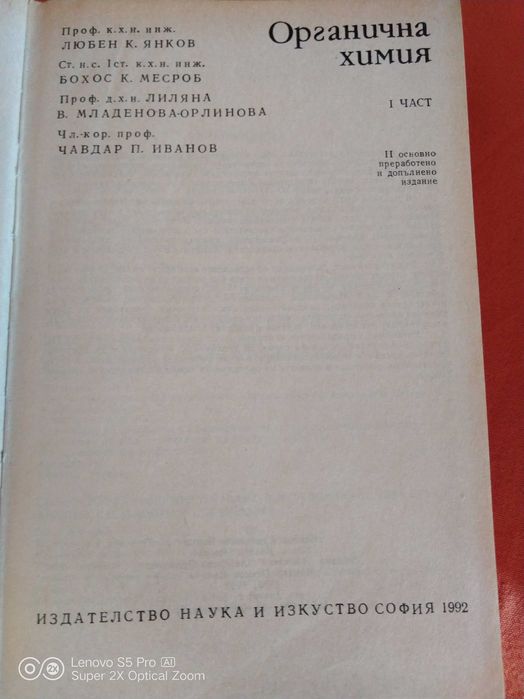 Проф. к.х.н. инж.
ЛЮБЕН К. ЯНКОВ
Ст. н.с. I ст. к.х.н. инж.
БОХОС К. МЕСРОБ
Проф. д.х.н. ЛИЛЯНА
В. МЛАДЕНОВА-ОРЛИНОВА
Чл.-кор. проф.
ЧАВДАР П. ИВАНОВ
Органична
химия
I ЧАСТ
II основно
преработено
и допълнено
издание
ИЗДАТЕЛСТВО НАУКА И ИЗКУСТВО СОФИЯ 1992
Lenovo S5 Pro AI
2x Super 2X Optical Zoom